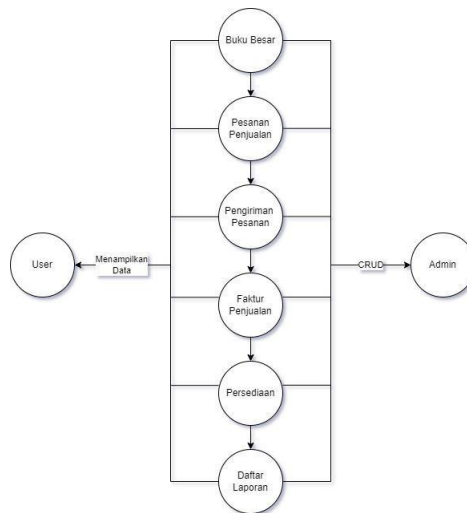 Buku Besar
Pesanan
Penjualan
Pengiriman
Pesanan
User
Menampilkan
Data
CRUD
Admin
Faktur
Penjualan
Persediaan
Daftar
Laporan